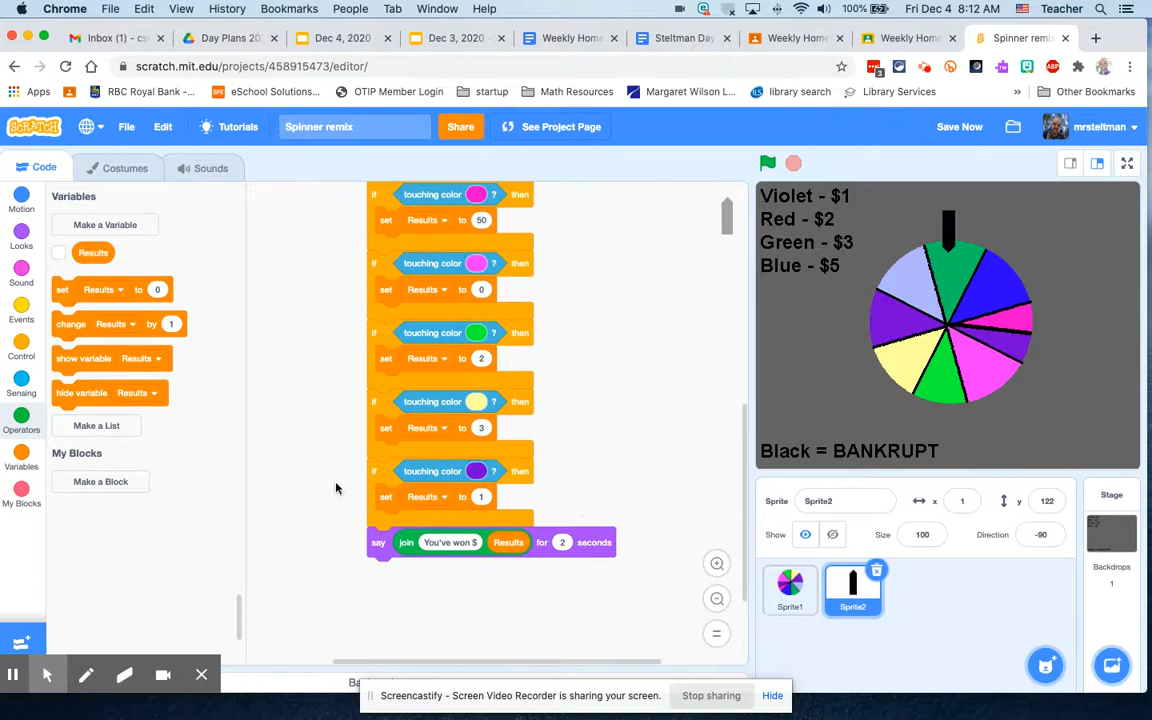 Chrome File Edit View History Bookmarks People Tab Window Help 100% Fri Dec 4 8:12 AM Teacher
Inbox (1) - cs Day Plans 202 Dec 4, 2020 Dec 3, 2020 Weekly Home Steltman Day Weekly Home Weekly Home Spinner remix
scratch.mit.edu/projects/458915473/editor/
Apps RBC Royal Bank -... eSchool Solutions... OTIP Member Login startup Math Resources Margaret Wilson L... library search Library Services » Other Bookmarks
SCRATCH File Edit Tutorials Spinner remix Share See Project Page Save Now mrsteltman
Code Costumes Sounds
Motion
Looks
Sound
Events
Control
Sensing
Operators
Variables
My Blocks
Variables
Make a Variable
Results
set Results to 0
change Results by 1
show variable Results
hide variable Results
Make a List
My Blocks
Make a Block
if touching color ? then
set Results to 50
if touching color ? then
set Results to 0
if touching color ? then
set Results to 2
if touching color ? then
set Results to 3
if touching color ? then
set Results to 1
say join You've won $ Results for 2 seconds
Violet - $1
Red - $2
Green - $3
Blue - $5
Black = BANKRUPT
Sprite Sprite2 x 1 y 122
Show Size 100 Direction -90
Sprite1
Sprite2
Stage
Backdrops
1
Screencastify - Screen Video Recorder is sharing your screen. Stop sharing Hide